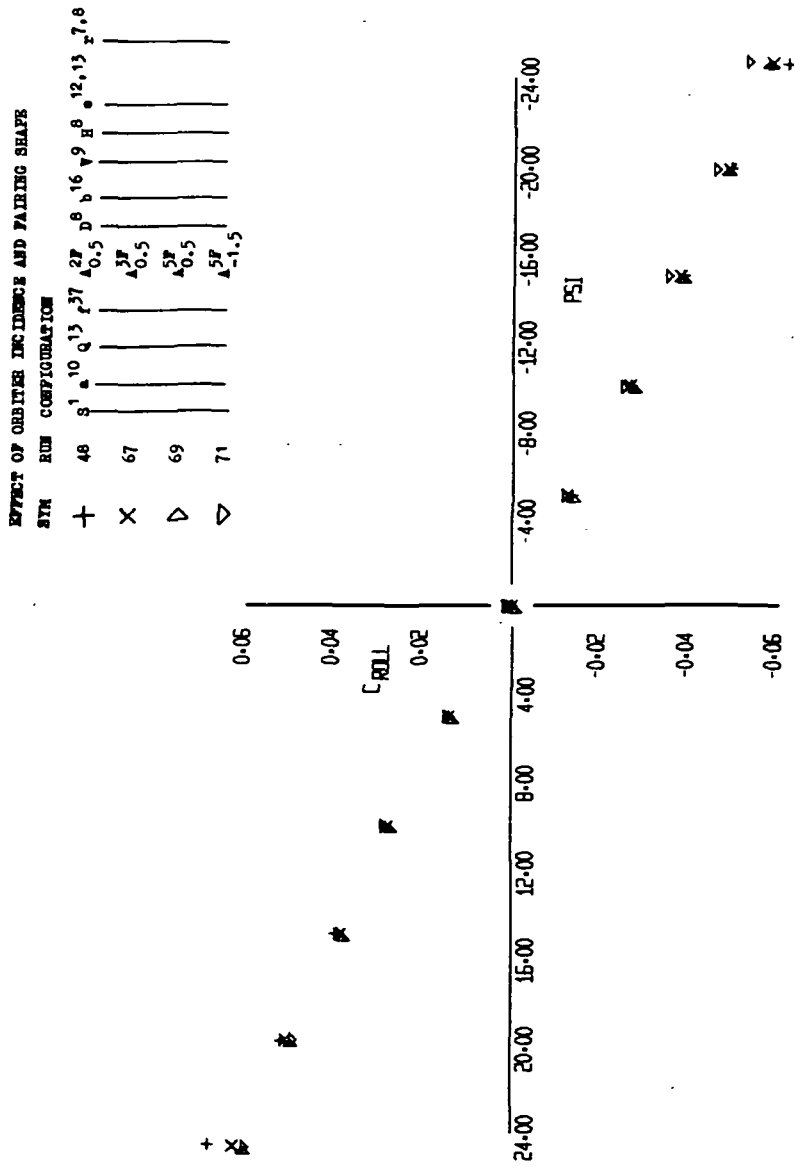 EFFECT OF ORBITER INCIDENCE AND FAIRING SHAPE
SYM RUN CONFIGURATION
+ 48 S1 a10 Q13 f37 A2F0.5 D8 b16 V9 H8 e12,13 r7,8
× 67 A3F0.5
69 A5F0.5
71 A5F-1.5
0.06
0.04
CROLL
0.02
24.00 20.00 16.00 12.00 8.00 4.00 -4.00 -8.00 -12.00 -16.00 -20.00 -24.00
PSI
-0.02
-0.04
-0.06